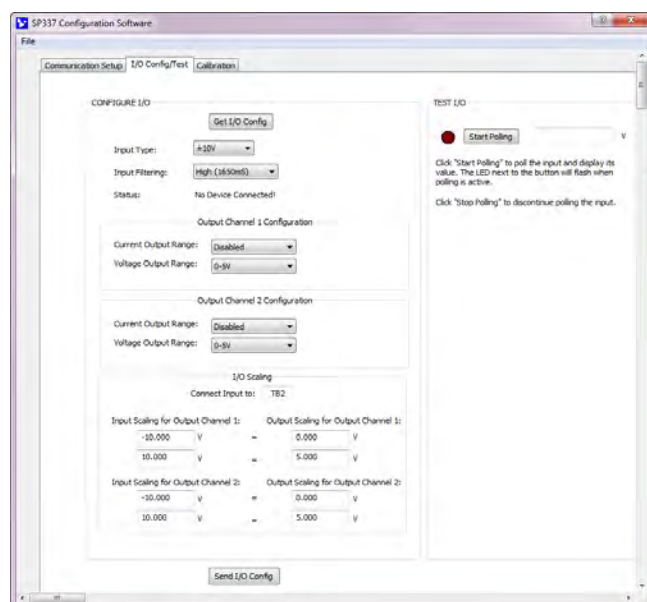 SP337 Configuration Software
File
Communication Setup I/O Config/Test Calibration
CONFIGURE I/O
Get I/O Config
Input Type: ±10V
Input Filtering: High (1650mS)
Status: No Device Connected!
Output Channel 1 Configuration
Current Output Range: Disabled
Voltage Output Range: 0-5V
Output Channel 2 Configuration
Current Output Range: Disabled
Voltage Output Range: 0-5V
I/O Scaling
Connect Input to: TB2
Input Scaling for Output Channel 1: Output Scaling for Output Channel 1:
-10.000 V = 0.000 V
10.000 V = 5.000 V
Input Scaling for Output Channel 2: Output Scaling for Output Channel 2:
-10.000 V = 0.000 V
10.000 V = 5.000 V
Send I/O Config
TEST I/O
Start Polling V
Click "Start Polling" to poll the input and display its
value. The LED next to the button will flash when
polling is active.
Click "Stop Polling" to discontinue polling the input.